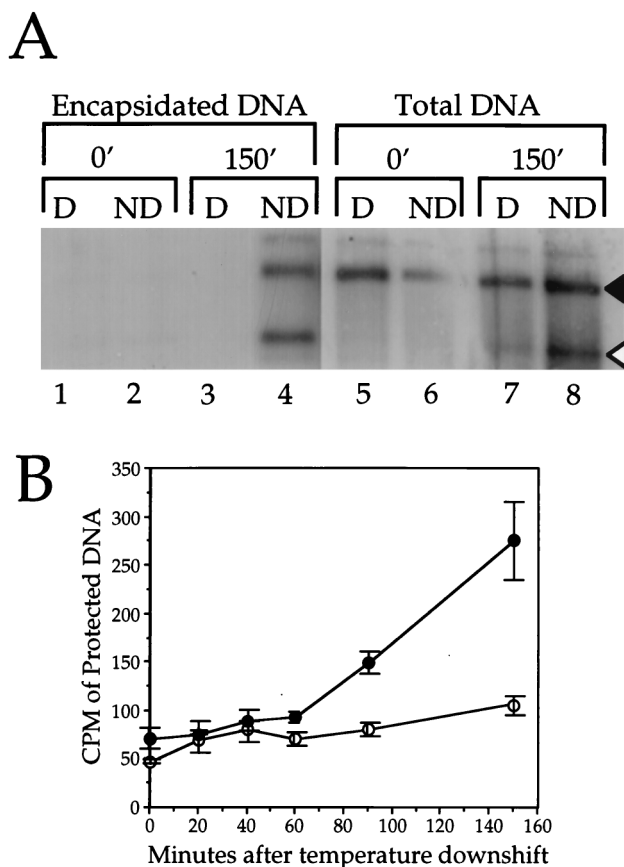 A
Encapsidated DNA Total DNA
0' 150' 0' 150'
D ND D ND D ND D ND
1 2 3 4 5 6 7 8
B
CPM of Protected DNA
350
300
250
200
150
100
50
0
0 20 40 60 80 100 120 140 160
Minutes after temperature downshift